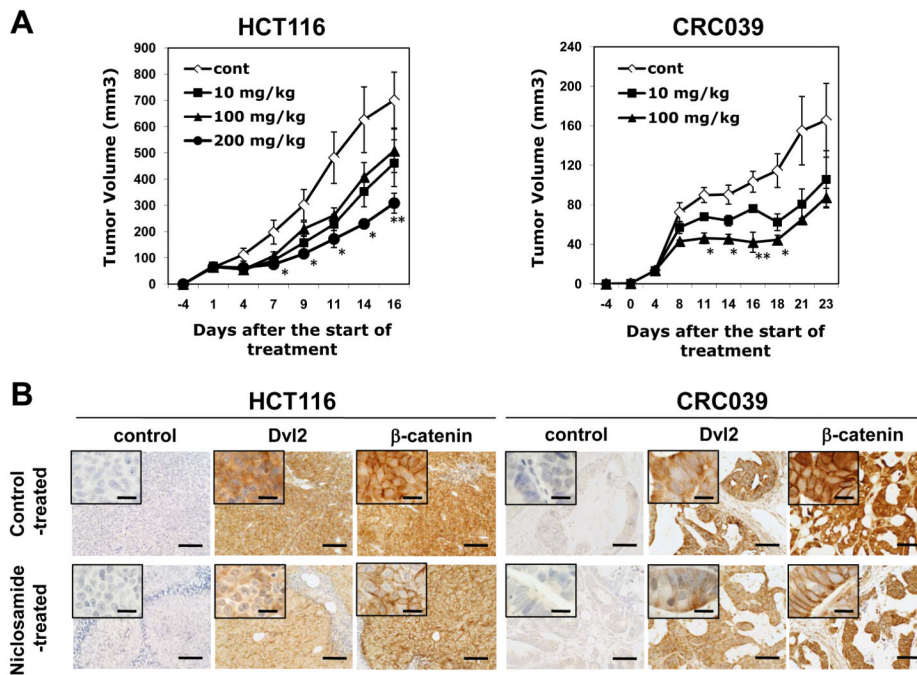 A
HCT116
CRC039
Tumor Volume (mm3)
900
800
700
600
500
400
300
200
100
0
cont
10 mg/kg
100 mg/kg
200 mg/kg
* * * * **
-4 1 4 7 9 11 14 16
Days after the start of
treatment
Tumor Volume (mm3)
240
200
160
120
80
40
0
cont
10 mg/kg
100 mg/kg
* * ** *
-4 0 4 8 11 14 16 18 21 23
Days after the start of
treatment
B
HCT116
CRC039
control Dvl2 β-catenin control Dvl2 β-catenin
Control
-treated
Niclosamide
-treated